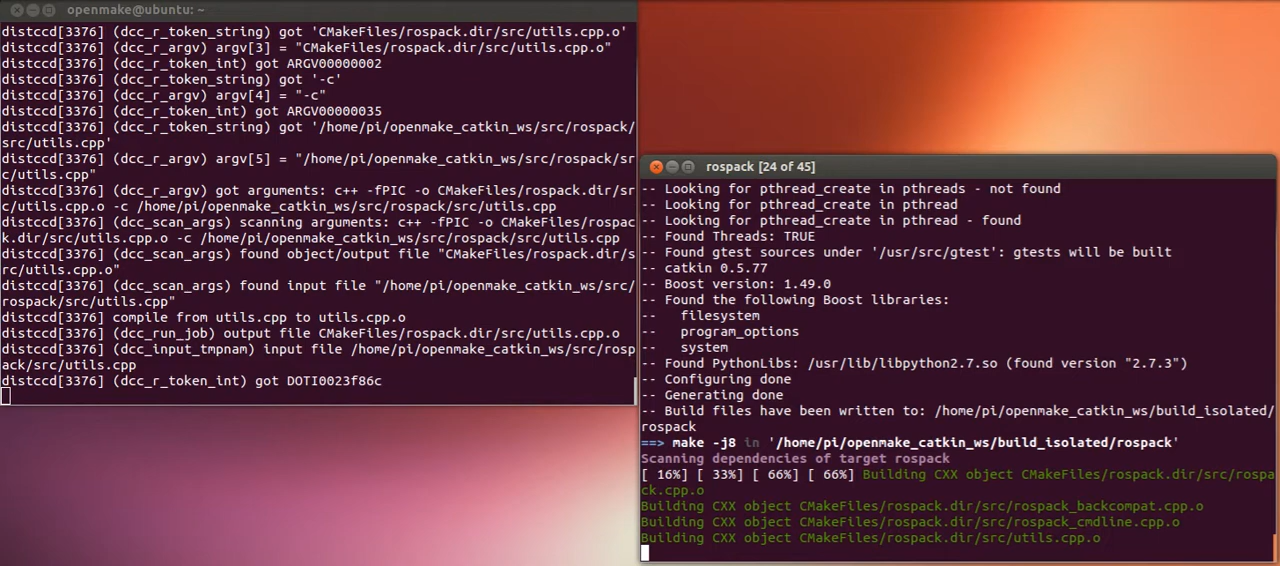 openmake@ubuntu: ~
distccd[3376] (dcc_r_token_string) got 'CMakeFiles/rospack.dir/src/utils.cpp.o'
distccd[3376] (dcc_r_argv) argv[3] = "CMakeFiles/rospack.dir/src/utils.cpp.o"
distccd[3376] (dcc_r_token_int) got ARGV00000002
distccd[3376] (dcc_r_token_string) got '-c'
distccd[3376] (dcc_r_argv) argv[4] = "-c"
distccd[3376] (dcc_r_token_int) got ARGV00000035
distccd[3376] (dcc_r_token_string) got '/home/pi/openmake_catkin_ws/src/rospack/
src/utils.cpp'
distccd[3376] (dcc_r_argv) argv[5] = "/home/pi/openmake_catkin_ws/src/rospack/sr
c/utils.cpp"
distccd[3376] (dcc_r_argv) got arguments: c++ -fPIC -o CMakeFiles/rospack.dir/sr
c/utils.cpp.o -c /home/pi/openmake_catkin_ws/src/rospack/src/utils.cpp
distccd[3376] (dcc_scan_args) scanning arguments: c++ -fPIC -o CMakeFiles/rospac
k.dir/src/utils.cpp.o -c /home/pi/openmake_catkin_ws/src/rospack/src/utils.cpp
distccd[3376] (dcc_scan_args) found object/output file "CMakeFiles/rospack.dir/s
rc/utils.cpp.o"
distccd[3376] (dcc_scan_args) found input file "/home/pi/openmake_catkin_ws/src/
rospack/src/utils.cpp"
distccd[3376] compile from utils.cpp to utils.cpp.o
distccd[3376] (dcc_run_job) output file CMakeFiles/rospack.dir/src/utils.cpp.o
distccd[3376] (dcc_input_tmpnam) input file /home/pi/openmake_catkin_ws/src/rosp
ack/src/utils.cpp
distccd[3376] (dcc_r_token_int) got DOTI0023f86c
rospack [24 of 45]
-- Looking for pthread_create in pthreads - not found
-- Looking for pthread_create in pthread
-- Looking for pthread_create in pthread - found
-- Found Threads: TRUE
-- Found gtest sources under '/usr/src/gtest': gtests will be built
-- catkin 0.5.77
-- Boost version: 1.49.0
-- Found the following Boost libraries:
--   filesystem
--   program_options
--   system
-- Found PythonLibs: /usr/lib/libpython2.7.so (found version "2.7.3")
-- Configuring done
-- Generating done
-- Build files have been written to: /home/pi/openmake_catkin_ws/build_isolated/
rospack
==> make -j8 in '/home/pi/openmake_catkin_ws/build_isolated/rospack'
Scanning dependencies of target rospack
[ 16%] [ 33%] [ 66%] [ 66%] Building CXX object CMakeFiles/rospack.dir/src/rospa
ck.cpp.o
Building CXX object CMakeFiles/rospack.dir/src/rospack_backcompat.cpp.o
Building CXX object CMakeFiles/rospack.dir/src/rospack_cmdline.cpp.o
Building CXX object CMakeFiles/rospack.dir/src/utils.cpp.o